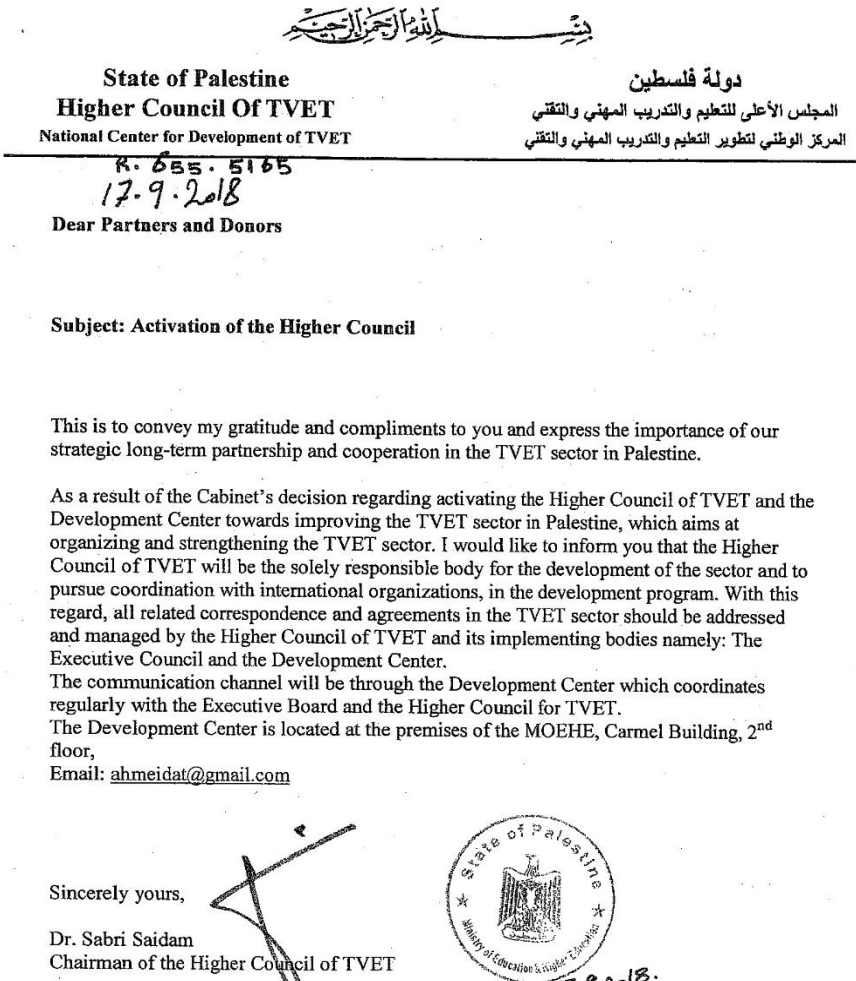 بسم الله الرحمن الرحيم
State of Palestine
Higher Council Of TVET
National Center for Development of TVET
دولة فلسطين
المجلس الأعلى للتعليم والتدريب المهني والتقني
المركز الوطني لتطوير التعليم والتدريب المهني والتقني
R. 655. 5165
17.9.2018
Dear Partners and Donors
Subject: Activation of the Higher Council
This is to convey my gratitude and compliments to you and express the importance of our
strategic long-term partnership and cooperation in the TVET sector in Palestine.
As a result of the Cabinet's decision regarding activating the Higher Council of TVET and the
Development Center towards improving the TVET sector in Palestine, which aims at
organizing and strengthening the TVET sector. I would like to inform you that the Higher
Council of TVET will be the solely responsible body for the development of the sector and to
pursue coordination with international organizations, in the development program. With this
regard, all related correspondence and agreements in the TVET sector should be addressed
and managed by the Higher Council of TVET and its implementing bodies namely: The
Executive Council and the Development Center.
The communication channel will be through the Development Center which coordinates
regularly with the Executive Board and the Higher Council for TVET.
The Development Center is located at the premises of the MOEHE, Carmel Building, 2nd
floor,
Email: ahmeidat@gmail.com
Sincerely yours,
Dr. Sabri Saidam
Chairman of the Higher Council of TVET
State of Palestine
Ministry of Education & Higher Education